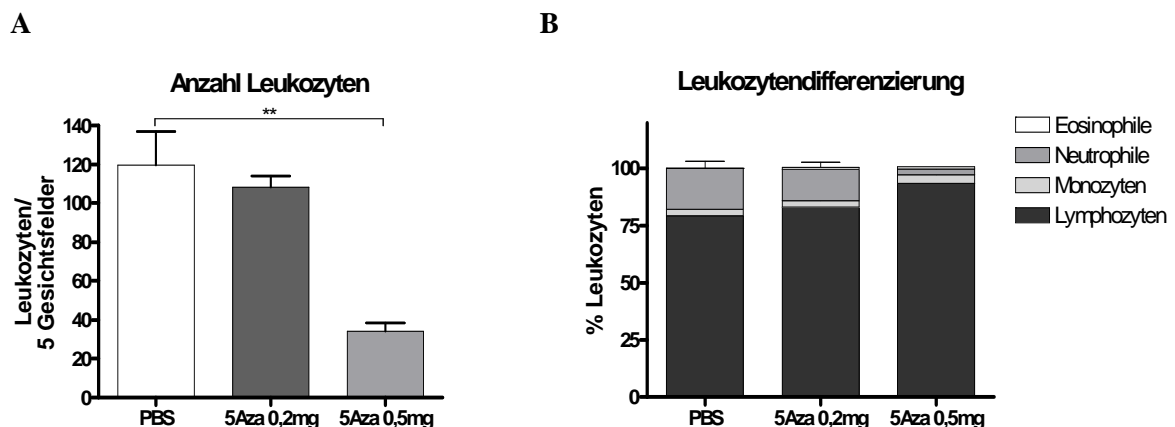 A
Anzahl Leukozyten
**
Leukozyten/
5 Gesichtsfelder
140
120
100
80
60
40
20
0
PBS
5Aza 0,2mg
5Aza 0,5mg
B
Leukozytendifferenzierung
% Leukozyten
100
75
50
25
0
PBS
5Aza 0,2mg
5Aza 0,5mg
Eosinophile
Neutrophile
Monozyten
Lymphozyten